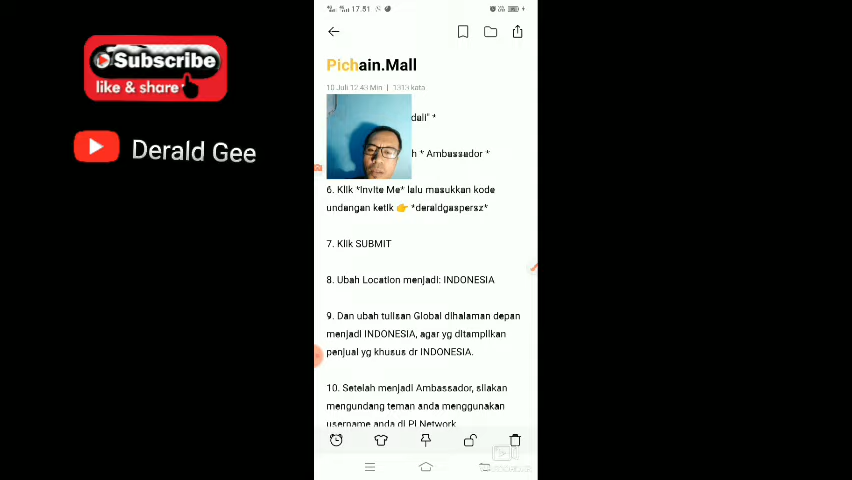 Subscribe
like & share
Derald Gee
17.51
Pichain.Mall
10 Juli 12:43 Min | 1313 kata
dali" *
h * Ambassador *
6. Klik *Invite Me* lalu masukkan kode
undangan ketik 👉 *deraldgaspersz*
7. Klik SUBMIT
8. Ubah Location menjadi: INDONESIA
9. Dan ubah tulisan Global dihalaman depan
menjadi INDONESIA, agar yg ditampilkan
penjual yg khusus dr INDONESIA.
10. Setelah menjadi Ambassador, silakan
mengundang teman anda menggunakan
username anda di Pi Network.